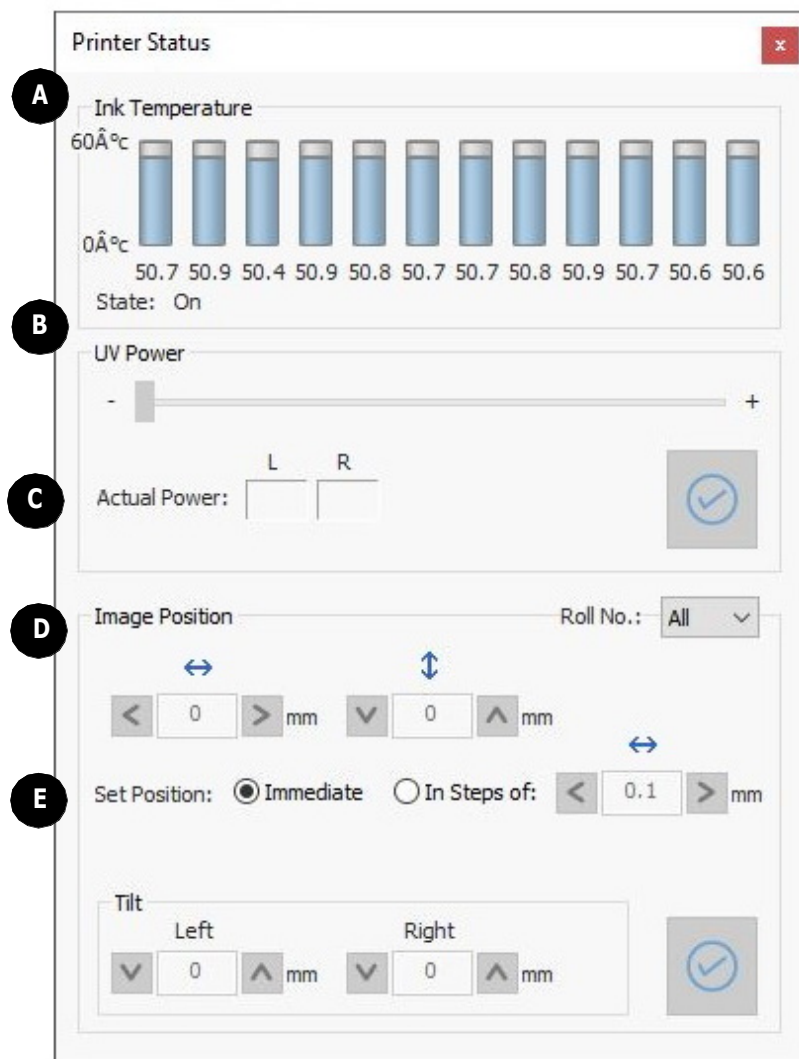 Printer Status x
A
Ink Temperature
60Â°c
0Â°c
50.7 50.9 50.4 50.9 50.8 50.7 50.7 50.8 50.9 50.7 50.6 50.6
State: On
B
UV Power
- +
L R
C Actual Power:
D Image Position Roll No.: All
0 mm 0 mm
E Set Position: Immediate In Steps of: 0.1 mm
Tilt
Left Right
0 mm 0 mm